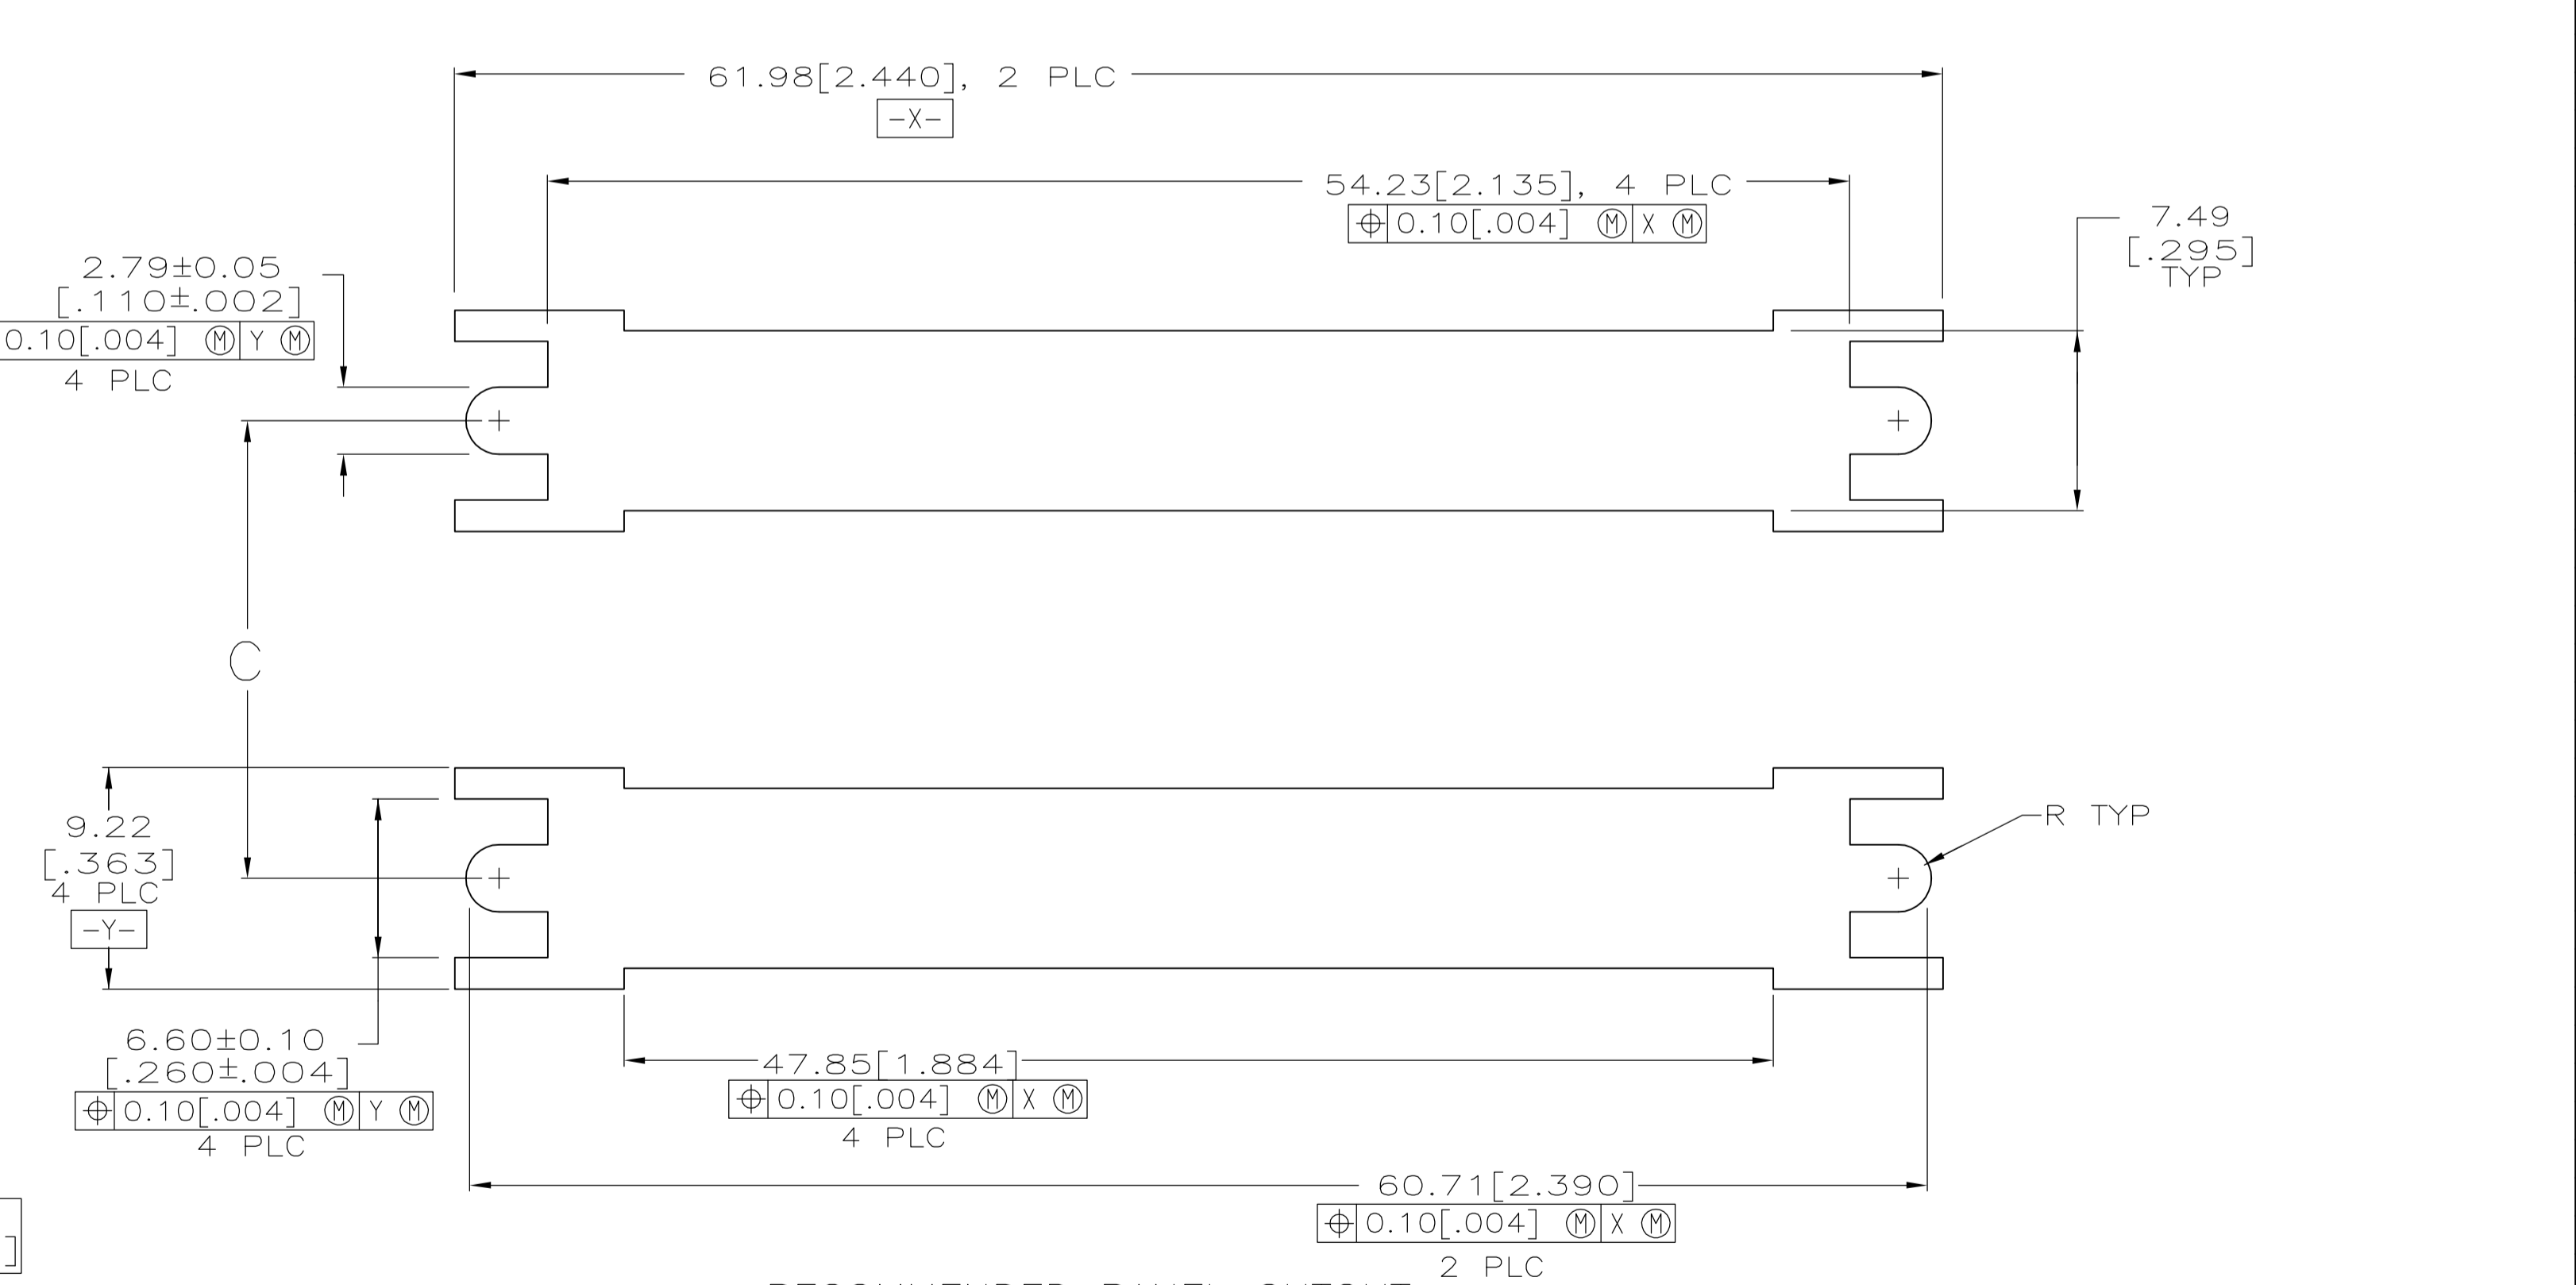 61.98[2.440], 2 PLC
-X-
54.23[2.135], 4 PLC
⌖ 0.10[.004] Ⓜ X Ⓜ
7.49
[.295]
TYP
2.79±0.05
[.110±.002]
0.10[.004] Ⓜ Y Ⓜ
4 PLC
C
9.22
[.363]
4 PLC
-Y-
R TYP
6.60±0.10
[.260±.004]
⌖ 0.10[.004] Ⓜ Y Ⓜ
4 PLC
47.85[1.884]
⌖ 0.10[.004] Ⓜ X Ⓜ
4 PLC
60.71[2.390]
⌖ 0.10[.004] Ⓜ X Ⓜ
2 PLC